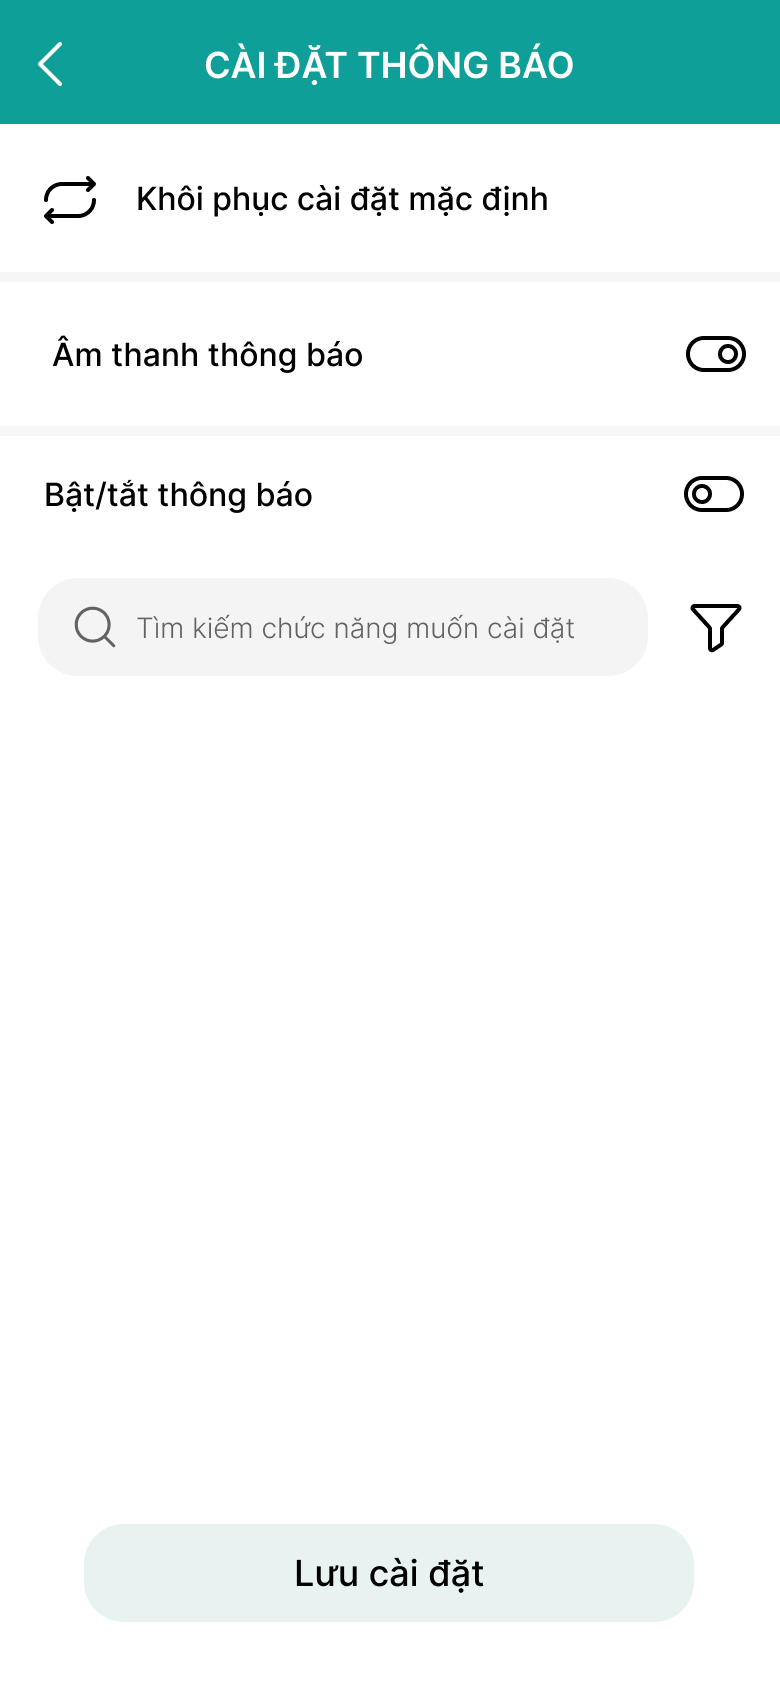 CÀI ĐẶT THÔNG BÁO
Khôi phục cài đặt mặc định
Âm thanh thông báo
Bật/tắt thông báo
Tìm kiếm chức năng muốn cài đặt
Lưu cài đặt